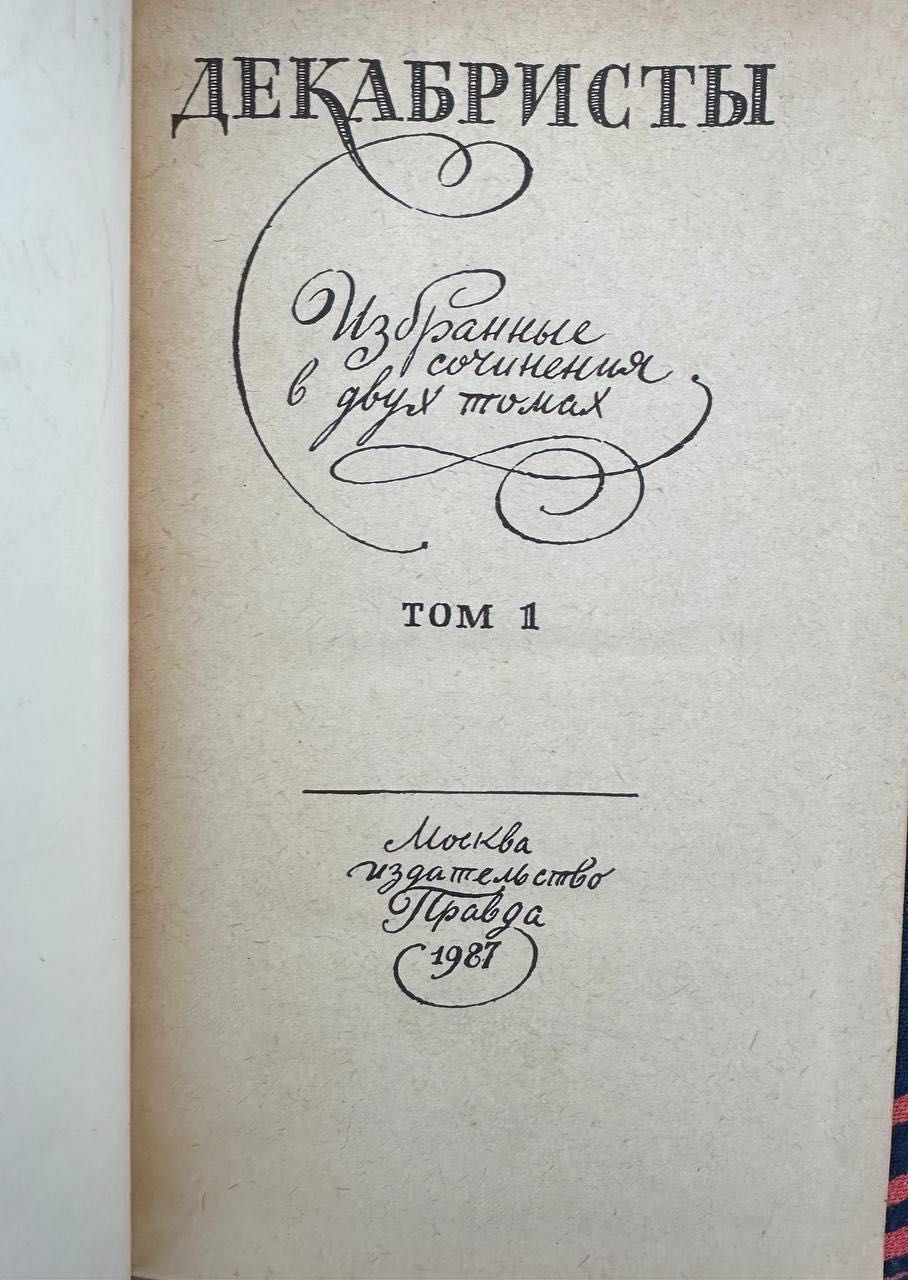 ДЕКАБРИСТЫ
Избранные
сочинения
в двух томах
ТОМ 1
Москва
издательство
Правда
1987